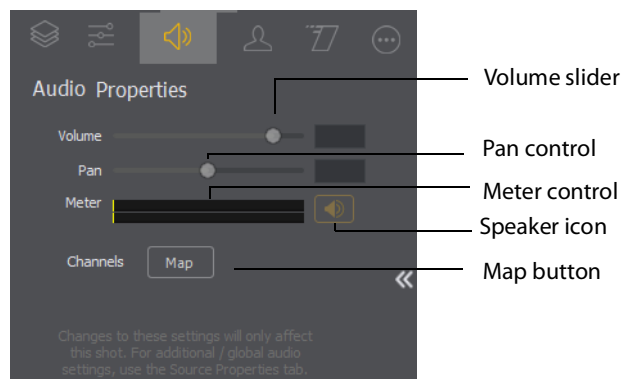 Audio Properties
Volume
Pan
Meter
Channels
Map
Changes to these settings will only affect
this shot. For additional / global audio
settings, use the Source Properties tab.
Volume slider
Pan control
Meter control
Speaker icon
Map button